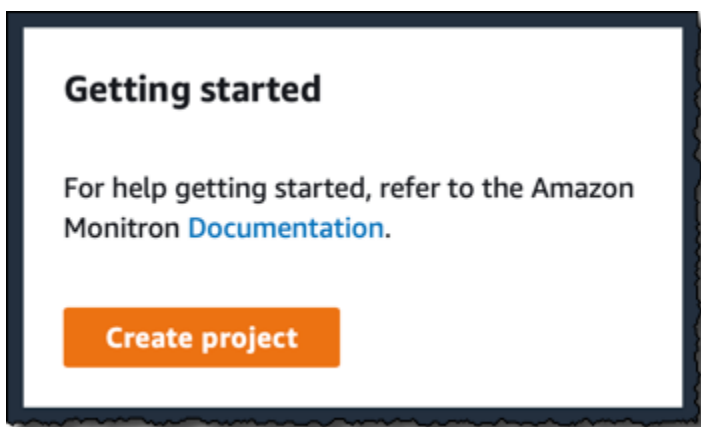 Getting started
For help getting started, refer to the Amazon
Monitron Documentation.
Create project